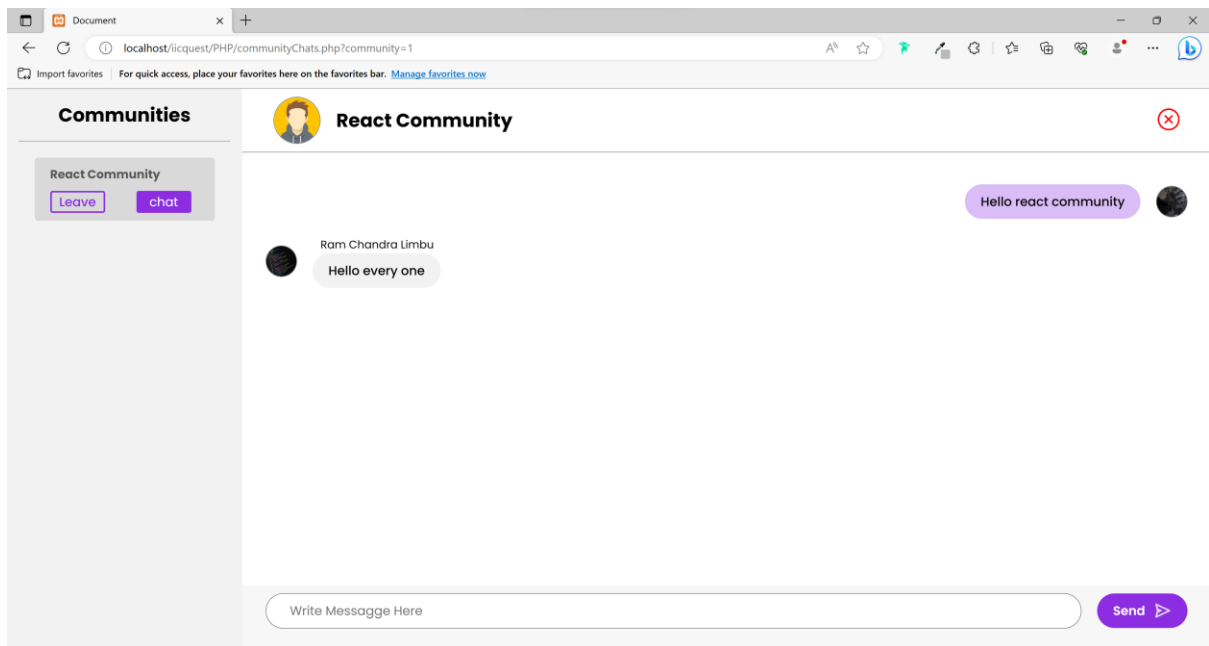 Document
localhost/iicquest/PHP/communityChats.php?community=1
Import favorites For quick access, place your favorites here on the favorites bar. Manage favorites now
Communities
React Community
Leave chat
React Community
Hello react community
Ram Chandra Limbu
Hello every one
Write Messagge Here
Send